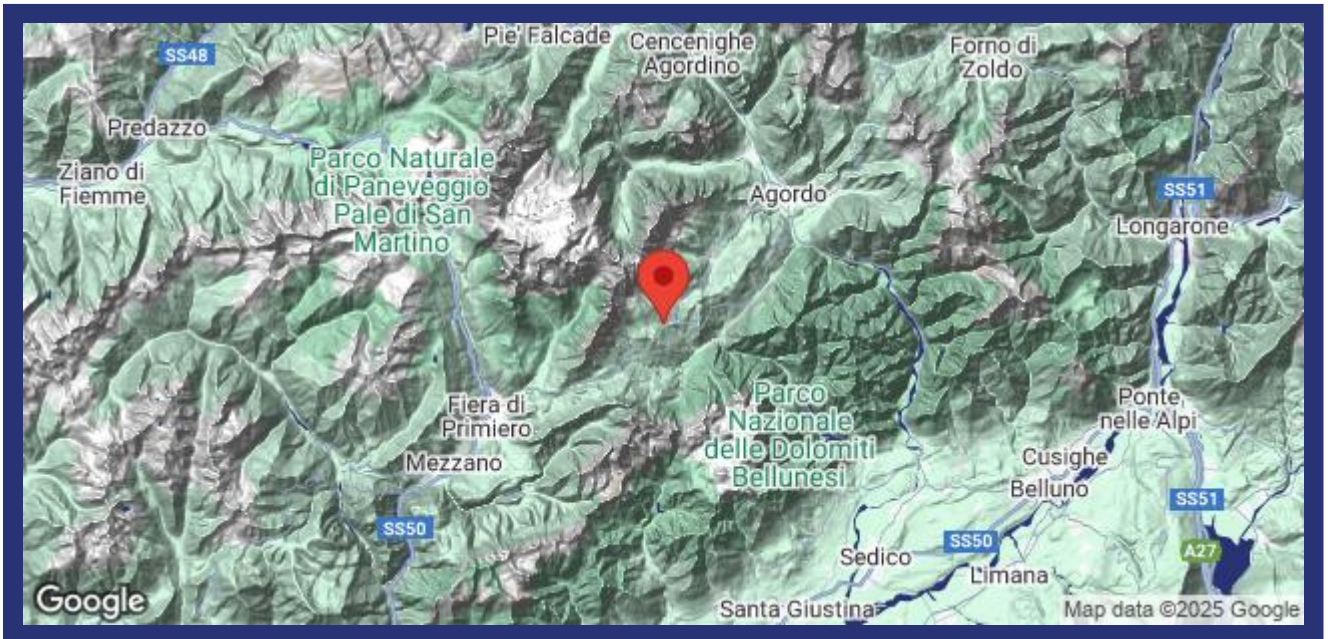 Pie' Falcade
Cencenighe
Agordino
Forno di
Zoldo
SS48
Predazzo
Ziano di
Fiemme
Parco Naturale
di Paneveggio
Pale di San
Martino
Agordo
SS51
Longarone
Fiera di
Primiero
Mezzano
SS50
Parco
Nazionale
delle Dolomiti
Bellunesi
Ponte
nelle Alpi
Cusighe
Belluno
SS51
SS50
A27
Sedico
Limana
Santa Giustina
Google
Map data ©2025 Google